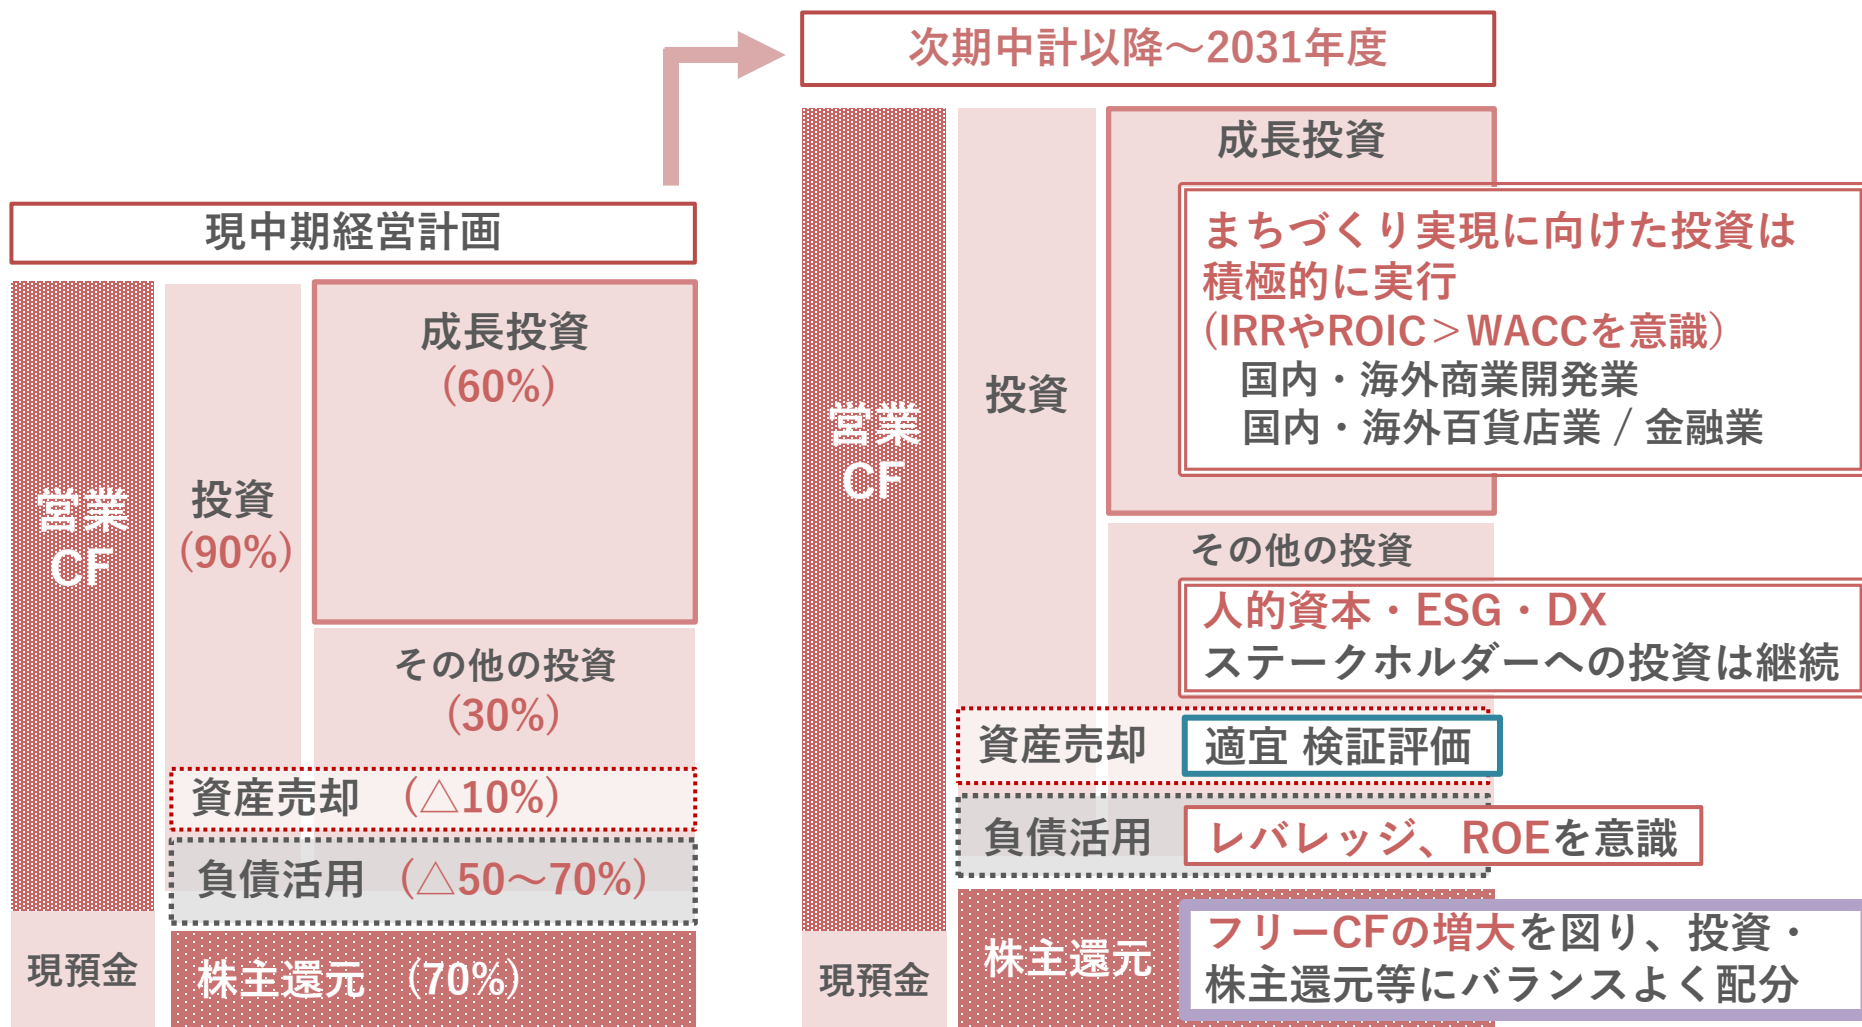 現中期経営計画
営業
CF
現預金
投資
(90%)
成長投資
(60%)
その他の投資
(30%)
資産売却 (△10%)
負債活用 (△50～70%)
株主還元 (70%)
次期中計以降～2031年度
営業
CF
現預金
投資
成長投資
まちづくり実現に向けた投資は
積極的に実行
(IRRやROIC＞WACCを意識)
国内・海外商業開発業
国内・海外百貨店業 / 金融業
その他の投資
人的資本・ESG・DX
ステークホルダーへの投資は継続
資産売却 適宜 検証評価
負債活用 レバレッジ、ROEを意識
株主還元
フリーCFの増大を図り、投資・
株主還元等にバランスよく配分